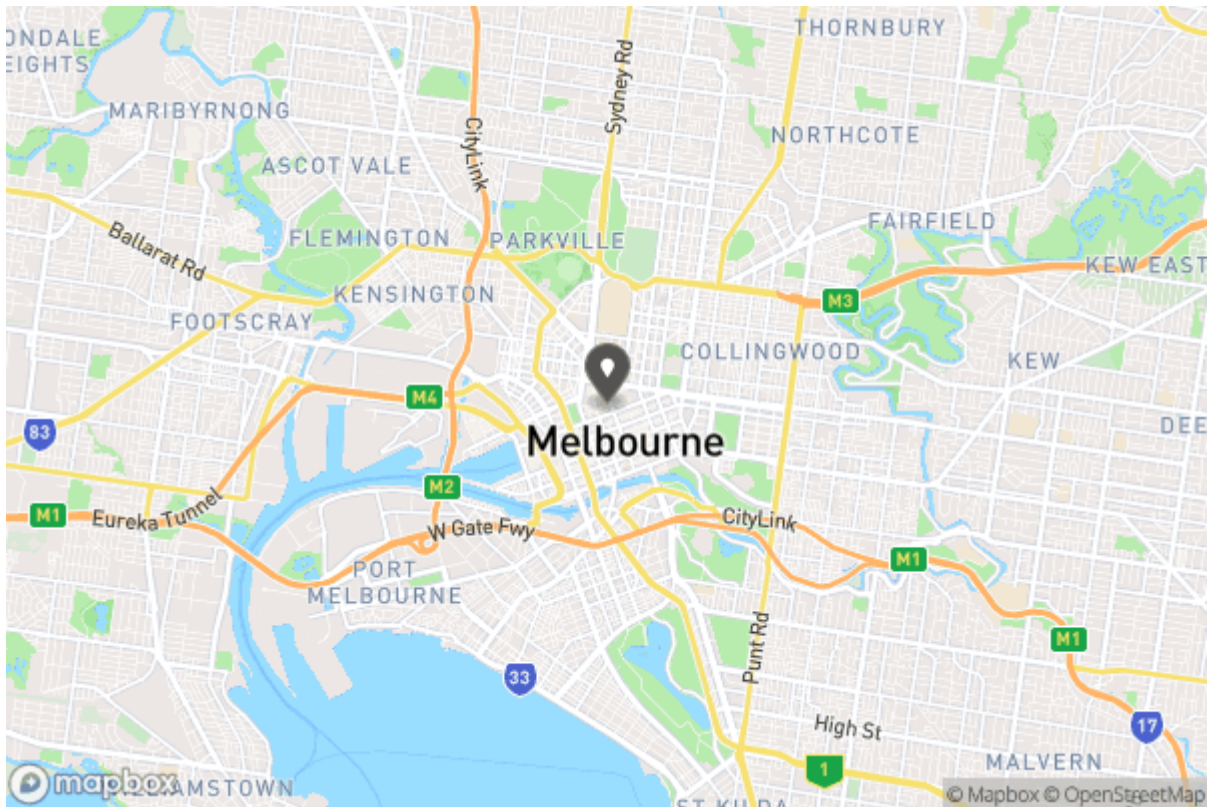 THORNBURY
ONDALE
EIGHTS
Sydney Rd
MARIBYRNONG
CityLink
NORTHCOTE
ASCOT VALE
FAIRFIELD
Ballarat Rd
FLEMINGTON
PARKVILLE
KEW EAST
KENSINGTON
M3
FOOTSCRAY
COLLINGWOOD
KEW
M4
83
DEE
Melbourne
M2
M1
Eureka Tunnel
W Gate Fwy
CityLink
M1
PORT
MELBOURNE
Punt Rd
M1
33
High St
17
MALVERN
1
mapbox
WILLIAMSTOWN
ST KILDA
© Mapbox © OpenStreetMap